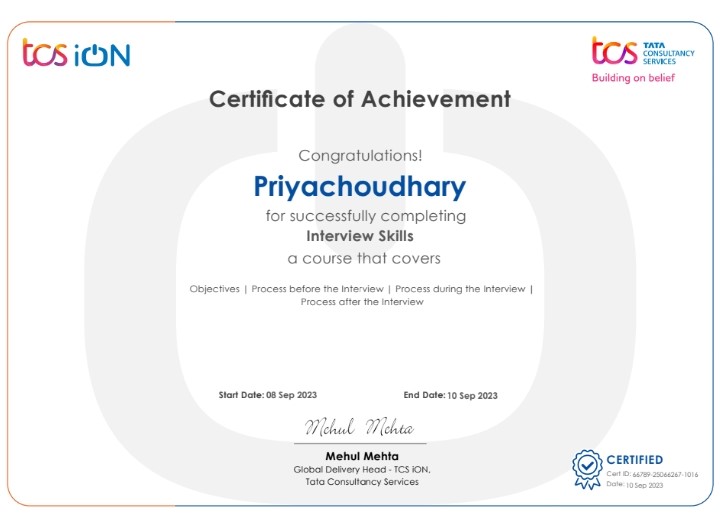 tcs iON
tcs TATA
CONSULTANCY
SERVICES
Building on belief
Certificate of Achievement
Congratulations!
Priyachoudhary
for successfully completing
Interview Skills
a course that covers
Objectives | Process before the Interview | Process during the Interview |
Process after the Interview
Start Date: 08 Sep 2023
End Date: 10 Sep 2023
Mehul Mehta
Mehul Mehta
Global Delivery Head - TCS iON,
Tata Consultancy Services
CERTIFIED
Cert ID: 66789-25066267-1016
Date: 10 Sep 2023